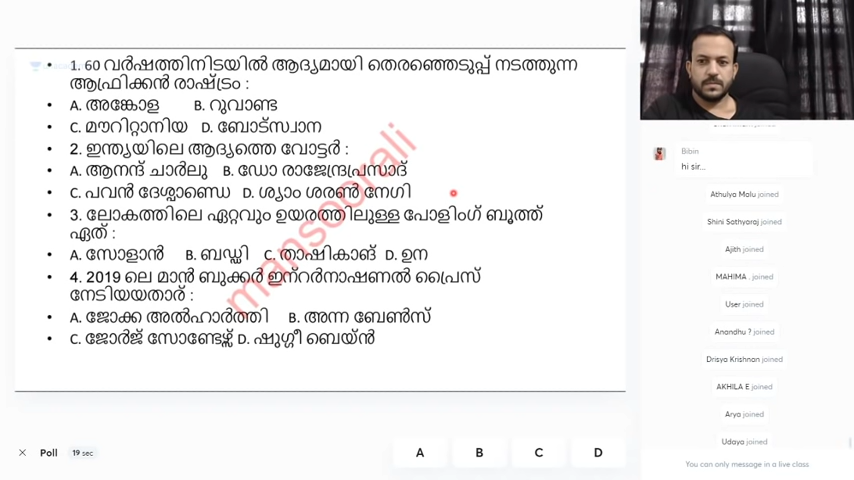 • 1. 60 വർഷത്തിനിടയിൽ ആദ്യമായി തെരഞ്ഞെടുപ്പ് നടത്തുന്ന
ആഫ്രിക്കൻ രാഷ്ട്രം :
• A. അങ്കോള B. റുവാണ്ട
• C. മൗറിറ്റാനിയ D. ബോട്സ്വാന
• 2. ഇന്ത്യയിലെ ആദ്യത്തെ വോട്ടർ :
• A. ആനന്ദ് ചാർലു B. ഡോ രാജേന്ദ്രപ്രസാദ്
• C. പവൻ ദേശ്പാണ്ഡെ D. ശ്യാം ശരൺ നേഗി
• 3. ലോകത്തിലെ ഏറ്റവും ഉയരത്തിലുള്ള പോളിംഗ് ബൂത്ത്
ഏത് :
• A. സോളാൻ B. ബഡ്ഡി C. താഷികാങ് D. ഉന
• 4. 2019 ലെ മാൻ ബുക്കർ ഇന്റർനാഷണൽ പ്രൈസ്
നേടിയയതാര് :
• A. ജോക്ക അൽഹാർത്തി B. അന്ന ബേൺസ്
• C. ജോർജ് സോണ്ടേഴ്സ് D. ഷുഗ്ഗീ ബെയ്ൻ
mansoorali
× Poll 19 sec A B C D
Bibin
hi sir...
Athulya Malu joined
Shini Sathyaraj joined
Ajith joined
MAHIMA . joined
User joined
Anandhu ? joined
Drisya Krishnan joined
AKHILA E joined
Arya joined
Udaya joined
You can only message in a live class